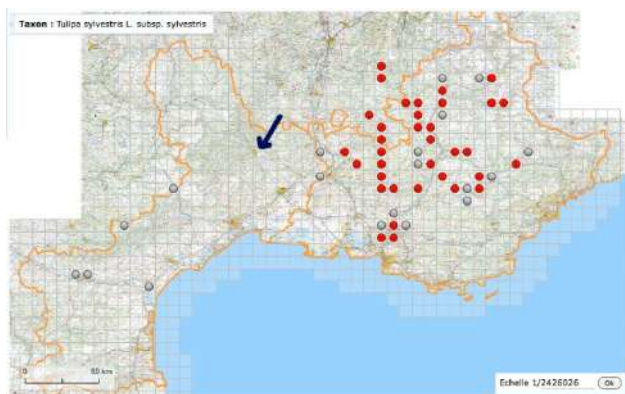 Taxon : Tulipa sylvestris L. subsp. sylvestris
0
50 km
Echelle 1/2426026
Ok